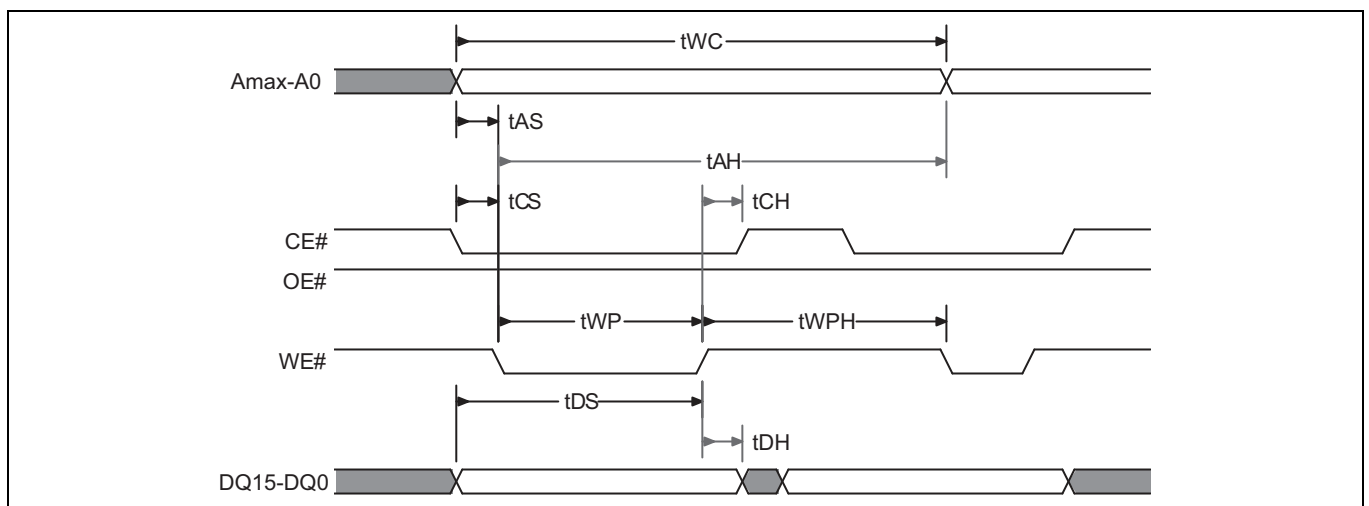 tWC
Amax-A0
tAS
tAH
tCS
tCH
CE#
OE#
tWP
tWPH
WE#
tDS
tDH
DQ15-DQ0